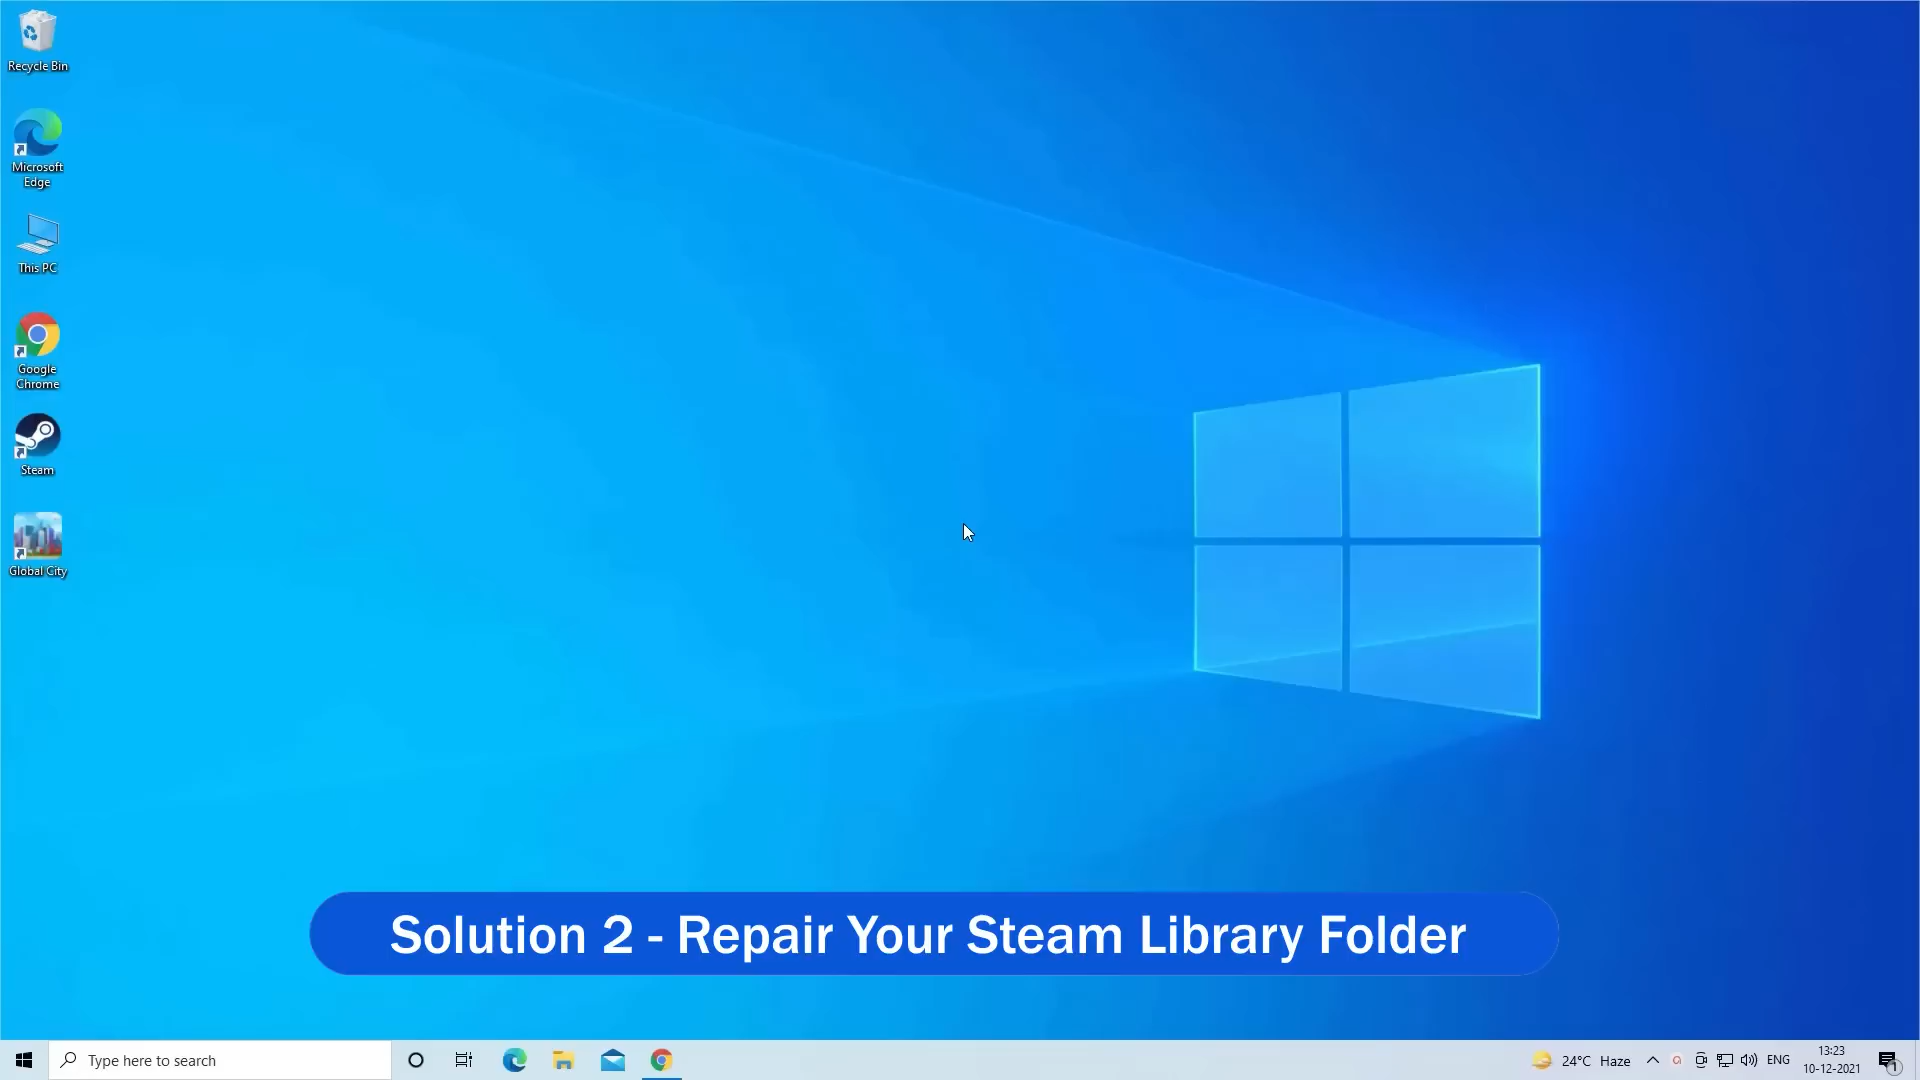 Recycle Bin
Microsoft
Edge
This PC
Google
Chrome
Steam
Global City
Solution 2 - Repair Your Steam Library Folder
Type here to search
24°C Haze
ENG
13:23
10-12-2021
1